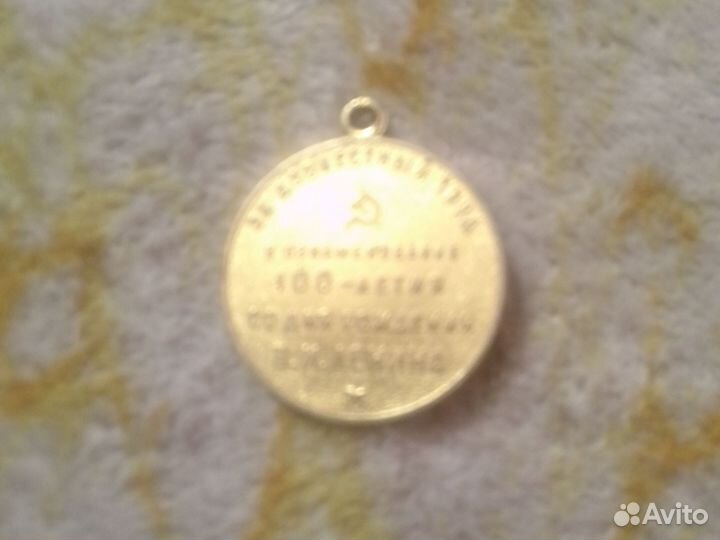 ЗА ДОБЛЕСТНЫЙ ТРУД
В ОЗНАМЕНОВАНИЕ
100-ЛЕТИЯ
СО ДНЯ РОЖДЕНИЯ
В.И.ЛЕНИНА
Avito